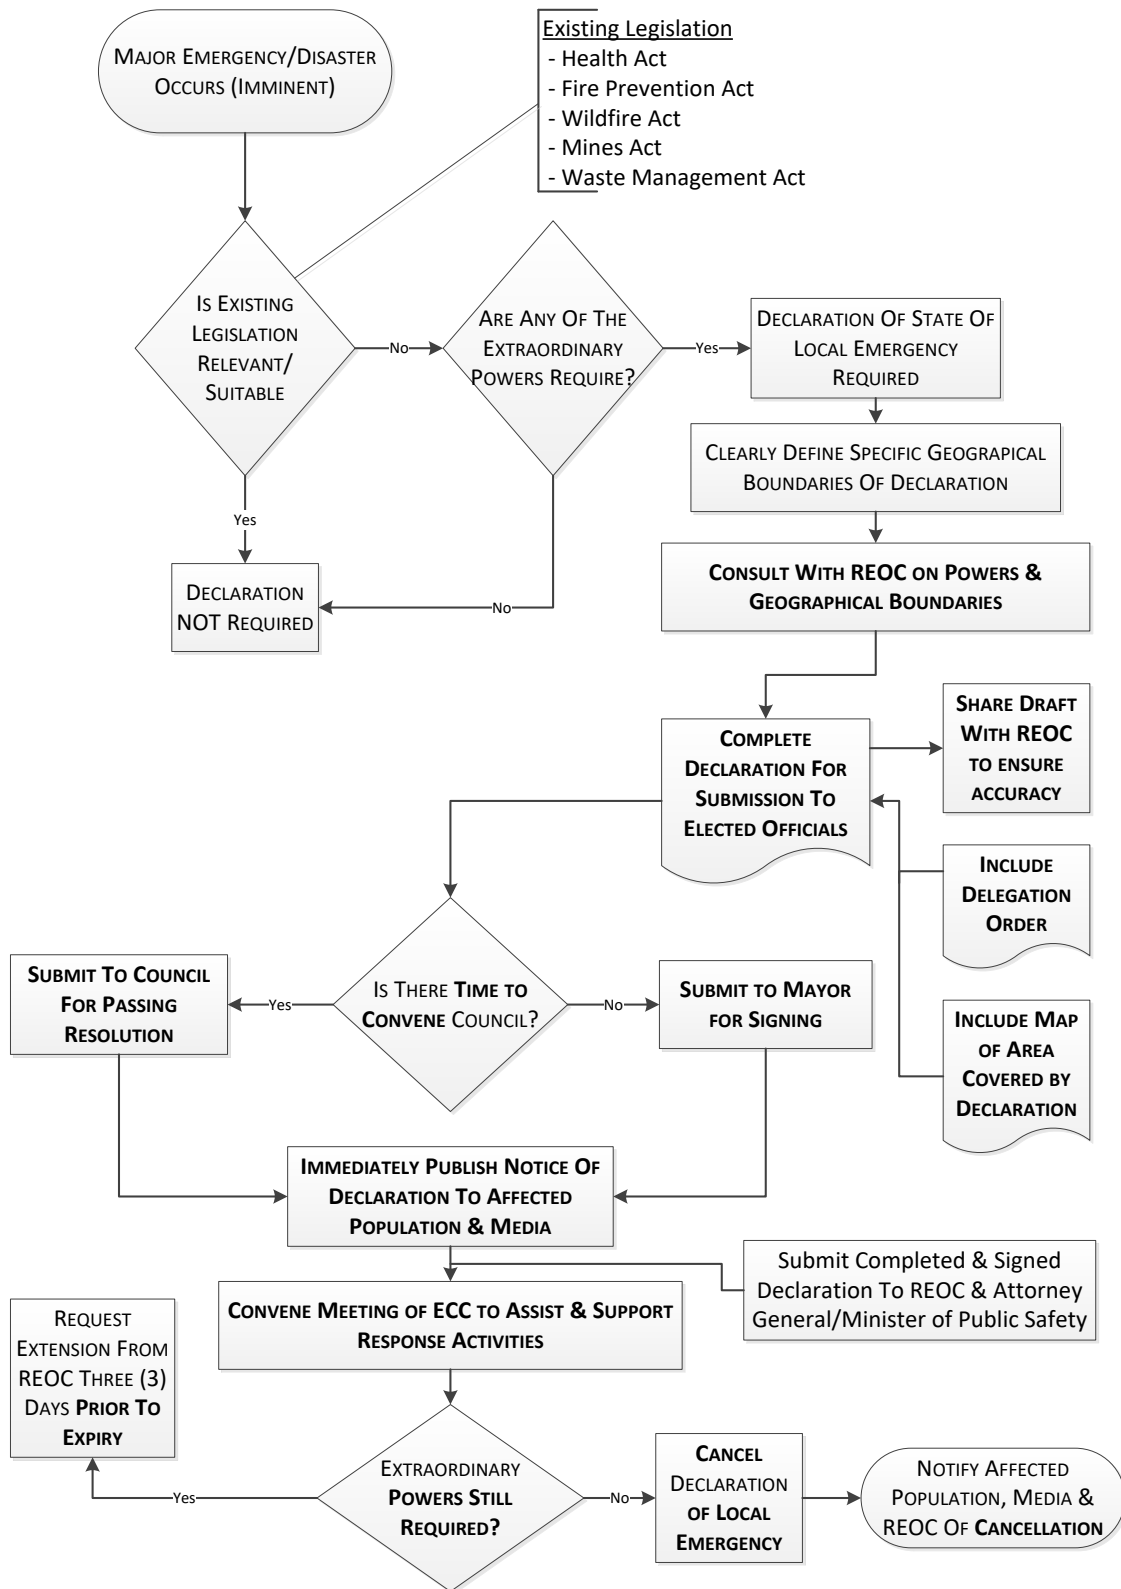 Major Emergency/Disaster
Occurs (Imminent)
Existing Legislation
- Health Act
- Fire Prevention Act
- Wildfire Act
- Mines Act
- Waste Management Act
Is Existing
Legislation
Relevant/
Suitable
No
Are Any Of The
Extraordinary
Powers Require?
Yes
Declaration Of State Of
Local Emergency
Required
Clearly Define Specific Geograpical
Boundaries Of Declaration
Yes
Declaration
NOT Required
No
Consult With REOC on Powers &
Geographical Boundaries
Complete
Declaration For
Submission To
Elected Officials
Share Draft
With REOC
to ensure
accuracy
Include
Delegation
Order
Include Map
of Area
Covered by
Declaration
Is There Time to
Convene Council?
Yes
No
Submit To Council
For Passing
Resolution
Submit to Mayor
for Signing
Immediately Publish Notice Of
Declaration To Affected
Population & Media
Submit Completed & Signed
Declaration To REOC & Attorney
General/Minister of Public Safety
Convene Meeting of ECC to Assist & Support
Response Activities
Extraordinary
Powers Still
Required?
Yes
Request
Extension From
REOC Three (3)
Days Prior To
Expiry
No
Cancel
Declaration
of Local
Emergency
Notify Affected
Population, Media &
REOC Of Cancellation